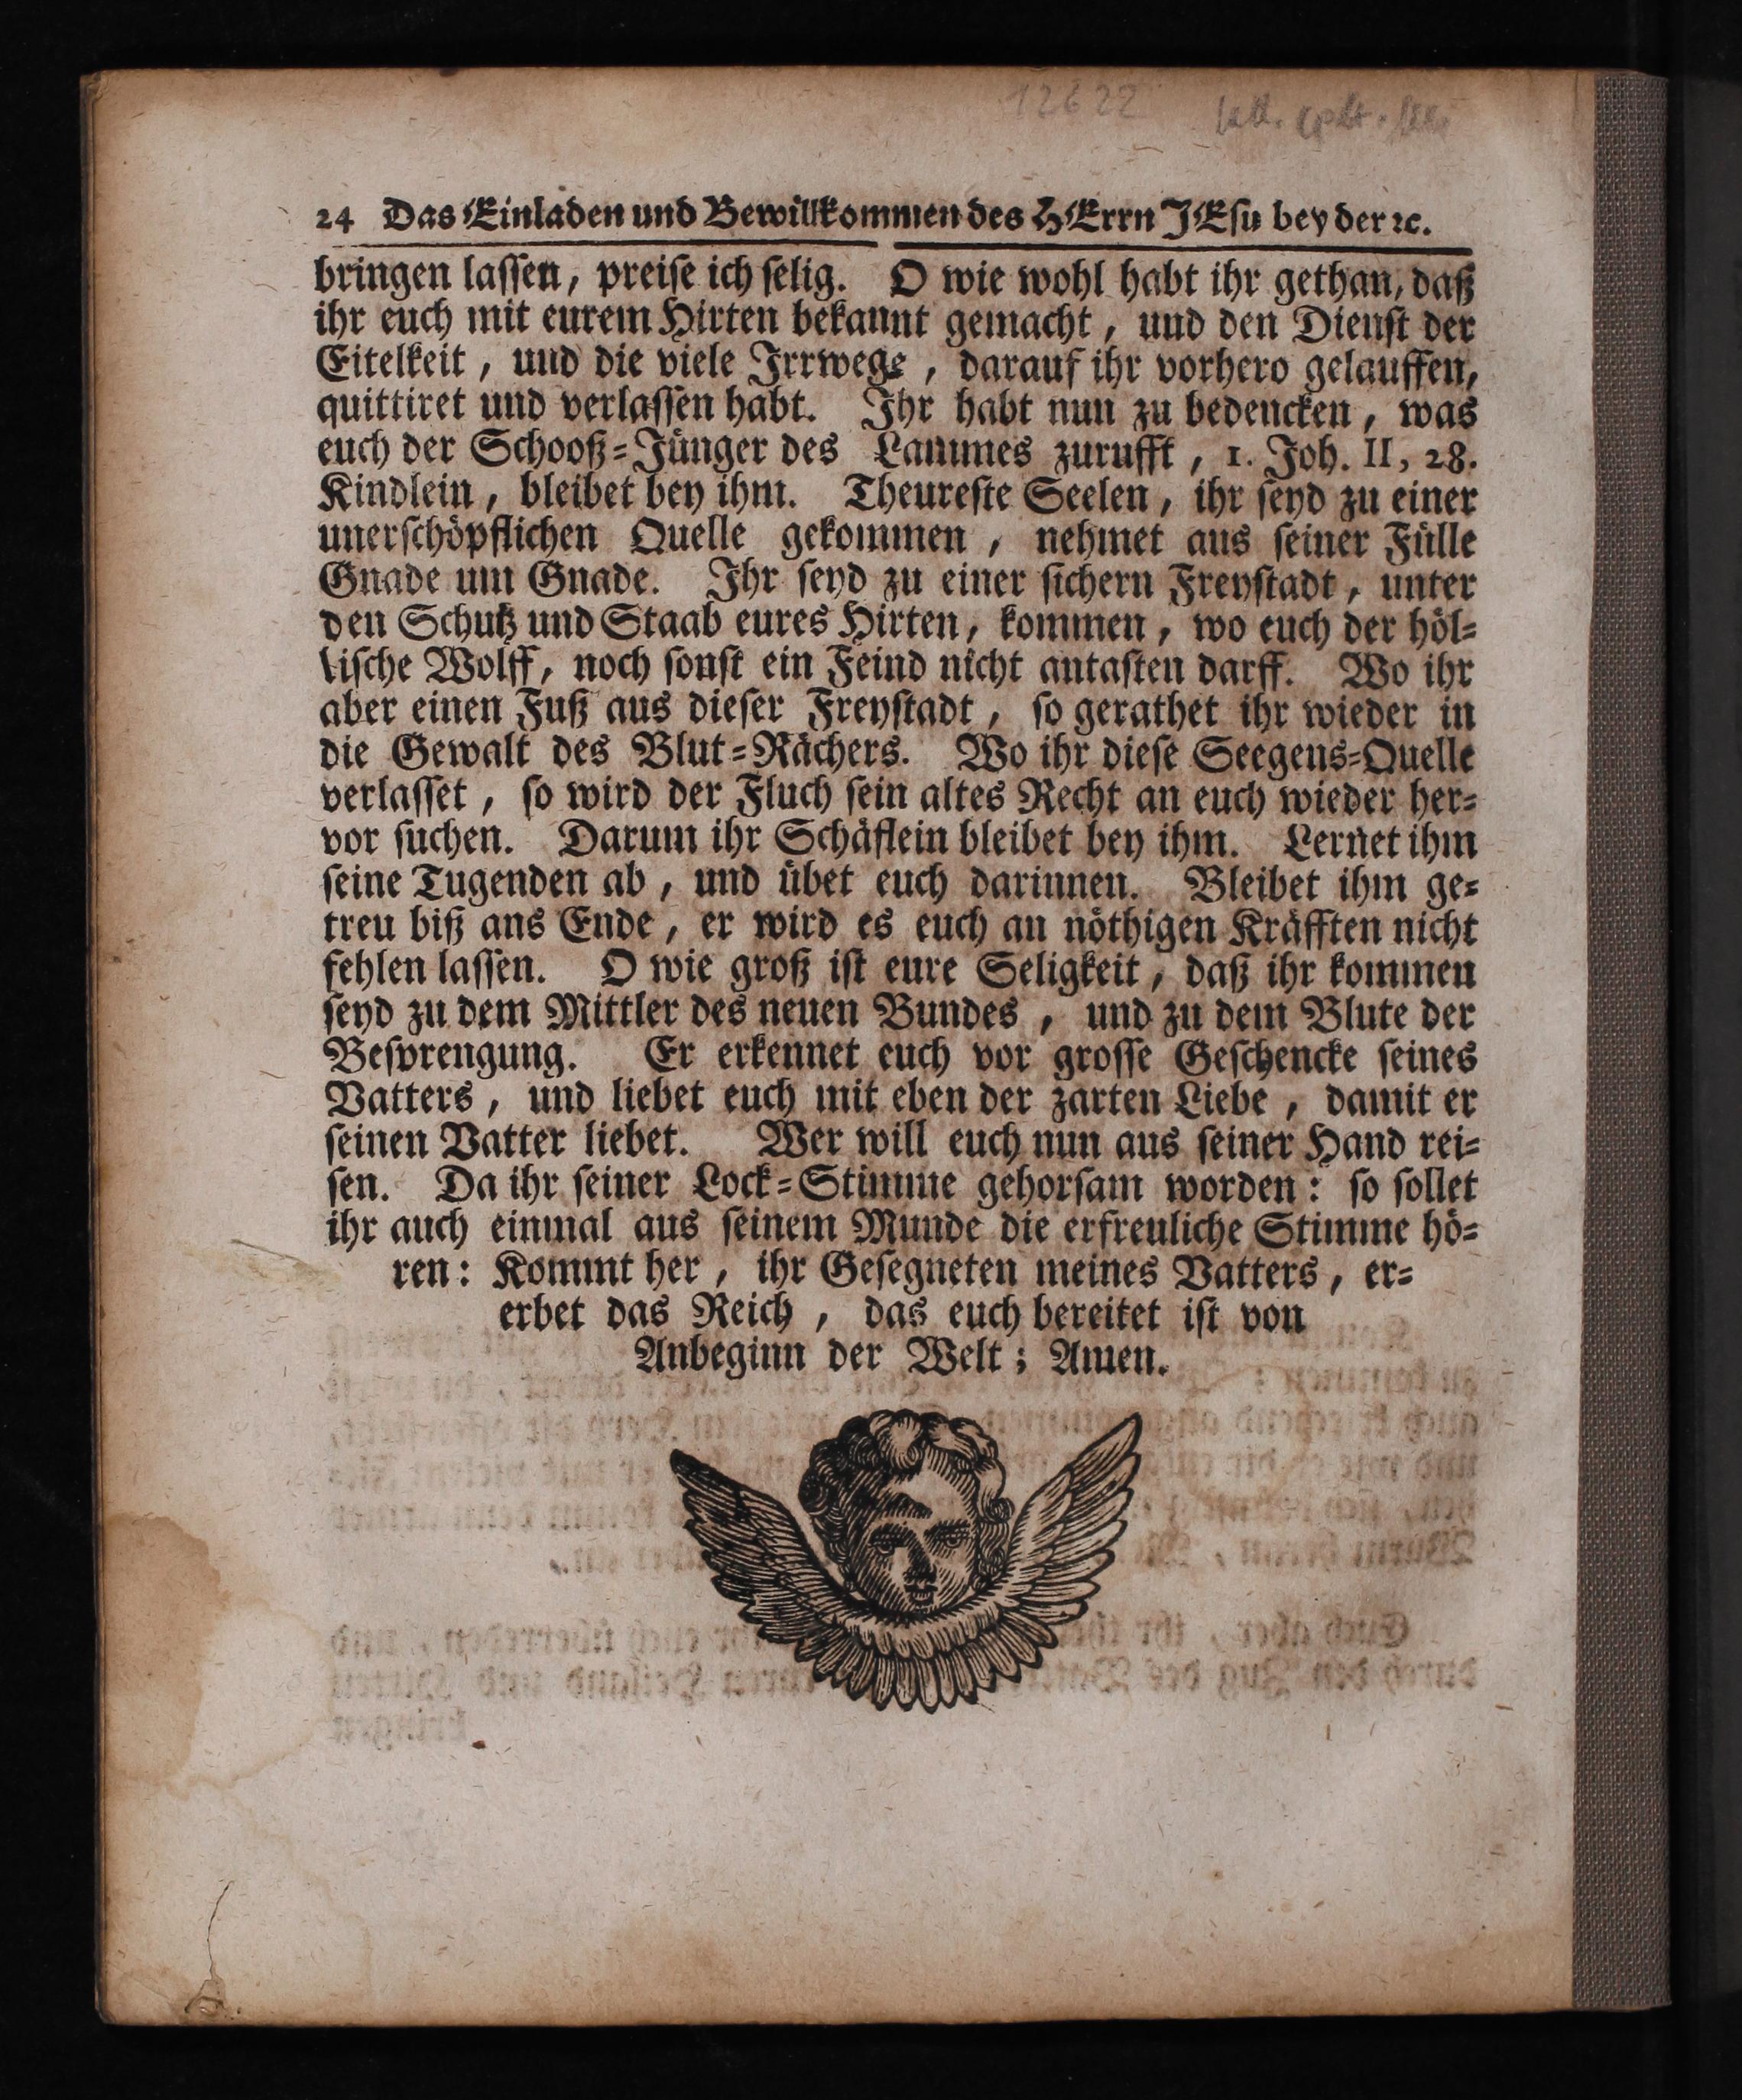 12622
24 Das Einladen und Bewillkommen des HErrn JEsu bey der ꝛc.
bringen lassen, preise ich selig. O wie wohl habt ihr gethan, daß
ihr euch mit eurem Hirten bekannt gemacht, und den Dienst der
Eitelkeit, und die viele Irrwege, darauf ihr vorhero gelauffen,
quittiret und verlassen habt. Ihr habt nun zu bedencken, was
euch der Schooß-Jünger des Lammes zurufft, 1. Joh. II, 28.
Kindlein, bleibet bey ihm. Theureste Seelen, ihr seyd zu einer
unerschöpflichen Quelle gekommen, nehmet aus seiner Fülle
Gnade um Gnade. Ihr seyd zu einer sichern Freystadt, unter
den Schutz und Staab eures Hirten, kommen, wo euch der höl-
lische Wolff, noch sonst ein Feind nicht antasten darff. Wo ihr
aber einen Fuß aus dieser Freystadt, so gerathet ihr wieder in
die Gewalt des Blut-Rächers. Wo ihr diese Seegens-Quelle
verlasset, so wird der Fluch sein altes Recht an euch wieder her-
vor suchen. Darum ihr Schäflein bleibet bey ihm. Lernet ihm
seine Tugenden ab, und übet euch darinnen. Bleibet ihm ge-
treu biß ans Ende, er wird es euch an nöthigen Kräfften nicht
fehlen lassen. O wie groß ist eure Seligkeit, daß ihr kommen
seyd zu dem Mittler des neuen Bundes, und zu dem Blute der
Besprengung. Er erkennet euch vor grosse Geschencke seines
Vatters, und liebet euch mit eben der zarten Liebe, damit er
seinen Vatter liebet. Wer will euch nun aus seiner Hand rei-
sen. Da ihr seiner Lock-Stimme gehorsam worden: so sollet
ihr auch einmal aus seinem Munde die erfreuliche Stimme hö-
ren: Kommt her, ihr Gesegneten meines Vatters, er-
erbet das Reich, das euch bereitet ist von
Anbeginn der Welt; Amen.